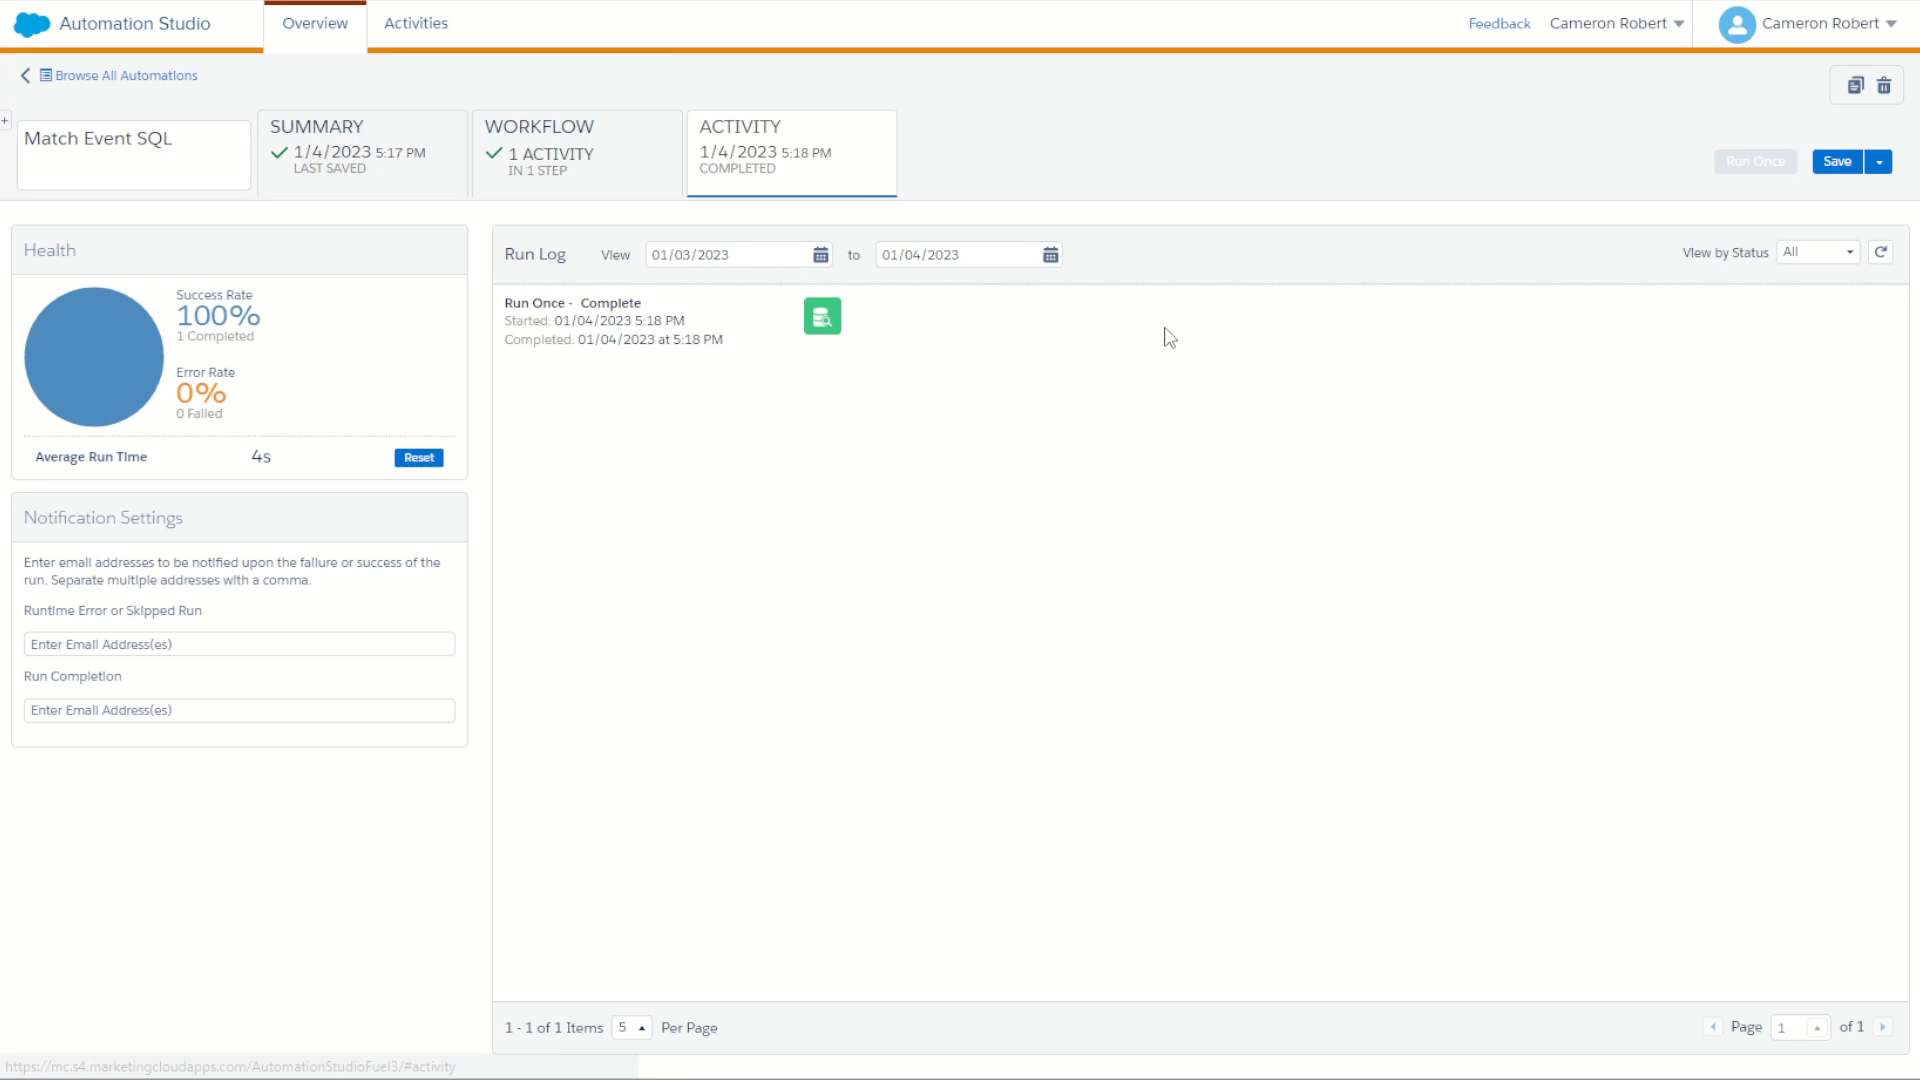 Automation Studio
Overview
Activities
Feedback
Cameron Robert
Cameron Robert
Browse All Automations
+
Match Event SQL
SUMMARY
1/4/2023 5:17 PM
LAST SAVED
WORKFLOW
1 ACTIVITY
IN 1 STEP
ACTIVITY
1/4/2023 5:18 PM
COMPLETED
Run Once
Save
Health
Success Rate
100%
1 Completed
Error Rate
0%
0 Failed
Average Run Time
4s
Reset
Notification Settings
Enter email addresses to be notified upon the failure or success of the
run. Separate multiple addresses with a comma.
Runtime Error or Skipped Run
Enter Email Address(es)
Run Completion
Enter Email Address(es)
Run Log
View
01/03/2023
to
01/04/2023
View by Status
All
Run Once - Complete
Started: 01/04/2023 5:18 PM
Completed: 01/04/2023 at 5:18 PM
1 - 1 of 1 Items
5
Per Page
Page
1
of 1
https://mc.s4.marketingcloudapps.com/AutomationStudioFuel3/#activity